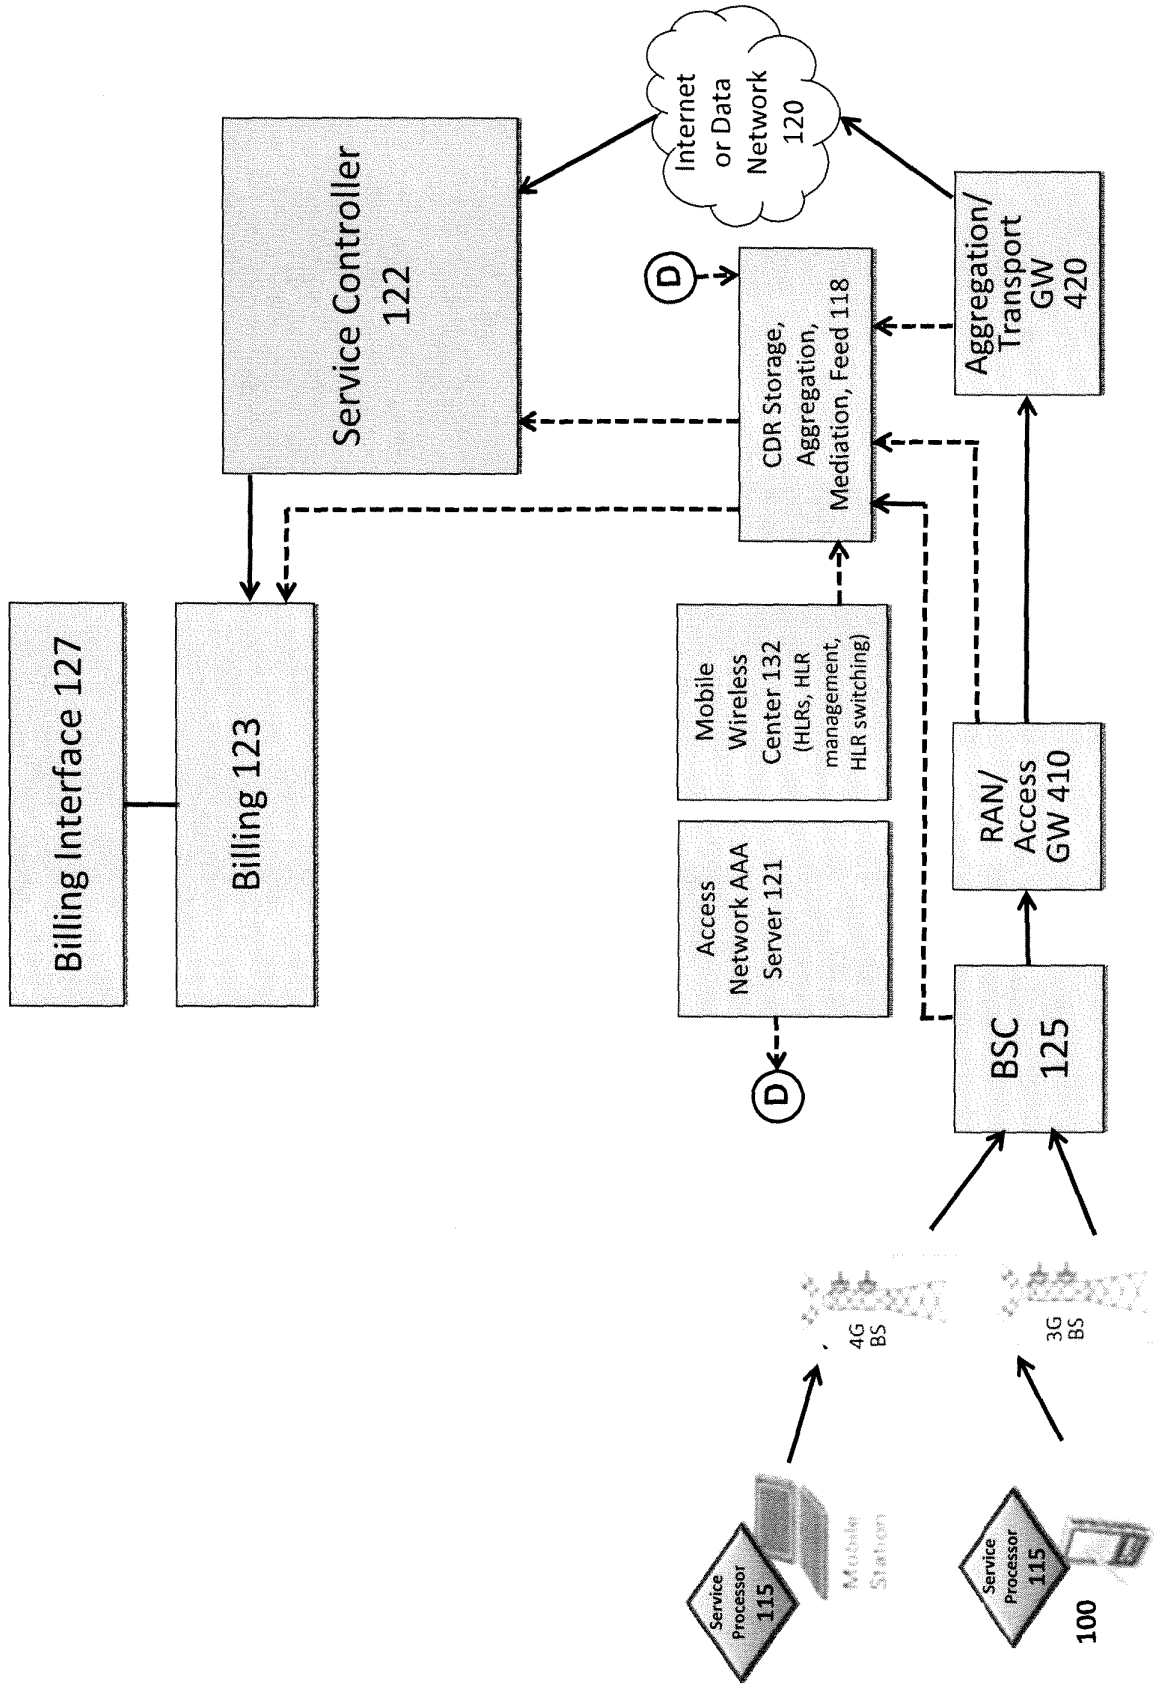 Billing Interface 127
Billing 123
Service Controller
122
Internet
or Data
Network
120
D
CDR Storage,
Aggregation,
Mediation, Feed 118
Mobile
Wireless
Center 132
(HLRs, HLR
management,
HLR switching)
Access
Network AAA
Server 121
D
Aggregation/
Transport
GW
420
RAN/
Access
GW 410
BSC
125
4G
BS
3G
BS
Service
Processor
115
Mobile
Station
Service
Processor
115
100